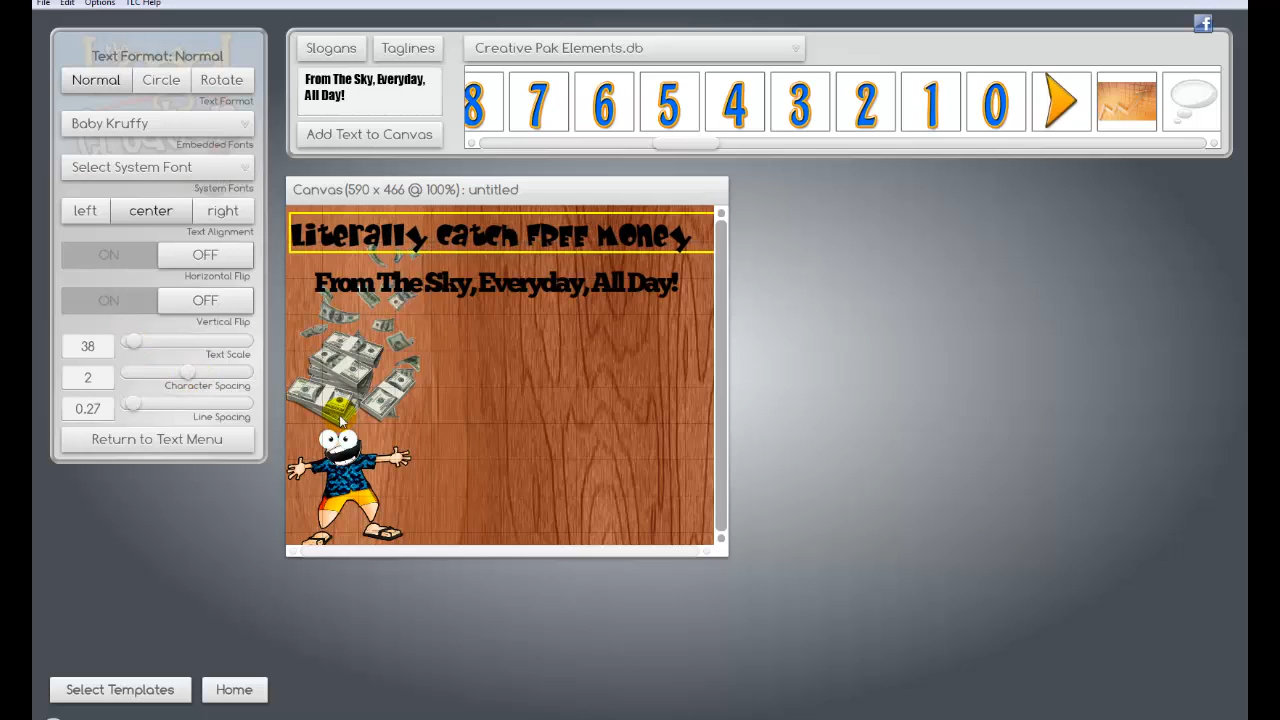 File Edit Options TLC Help
f
Text Format: Normal
Normal Circle Rotate
Text Format
Baby Kruffy
Embedded Fonts
Select System Font
System Fonts
left center right
Text Alignment
ON OFF
Horizontal Flip
ON OFF
Vertical Flip
38
Text Scale
2
Character Spacing
0.27
Line Spacing
Return to Text Menu
Slogans Taglines Creative Pak Elements.db
From The Sky, Everyday,
All Day!
Add Text to Canvas
8 7 6 5 4 3 2 1 0
Canvas (590 x 466 @ 100%) : untitled
Literally Catch FREE Money
From The Sky, Everyday, All Day!
Select Templates Home